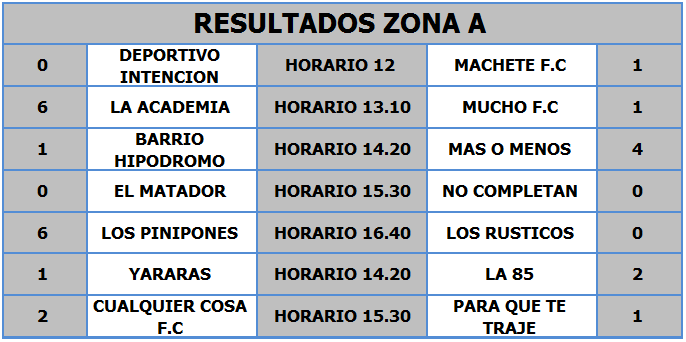 RESULTADOS ZONA A
0 DEPORTIVO INTENCION HORARIO 12 MACHETE F.C 1
6 LA ACADEMIA HORARIO 13.10 MUCHO F.C 1
1 BARRIO HIPODROMO HORARIO 14.20 MAS O MENOS 4
0 EL MATADOR HORARIO 15.30 NO COMPLETAN 0
6 LOS PINIPONES HORARIO 16.40 LOS RUSTICOS 0
1 YARARAS HORARIO 14.20 LA 85 2
2 CUALQUIER COSA F.C HORARIO 15.30 PARA QUE TE TRAJE 1